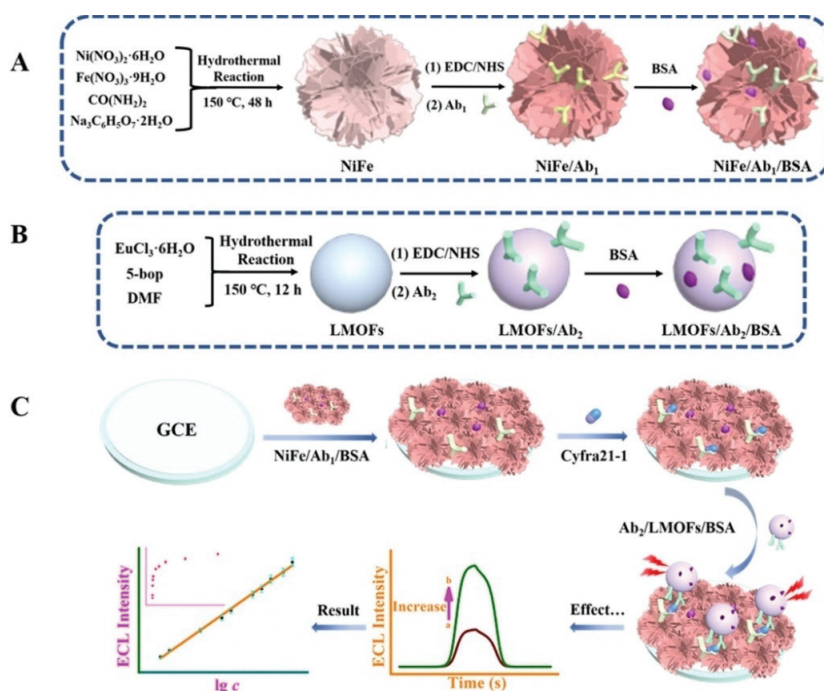 A
Ni(NO₃)₂·6H₂O
Fe(NO₃)₃·9H₂O
CO(NH₂)₂
Na₃C₆H₅O₇·2H₂O
Hydrothermal
Reaction
150 °C, 48 h
NiFe
(1) EDC/NHS
(2) Ab₁
NiFe/Ab₁
BSA
NiFe/Ab₁/BSA
B
EuCl₃·6H₂O
5-bop
DMF
Hydrothermal
Reaction
150 °C, 12 h
LMOFs
(1) EDC/NHS
(2) Ab₂
LMOFs/Ab₂
BSA
LMOFs/Ab₂/BSA
C
GCE
NiFe/Ab₁/BSA
Cyfra21-1
Ab₂/LMOFs/BSA
Effect…
ECL Intensity
Increase
b
a
Time (s)
Result
ECL Intensity
lg c